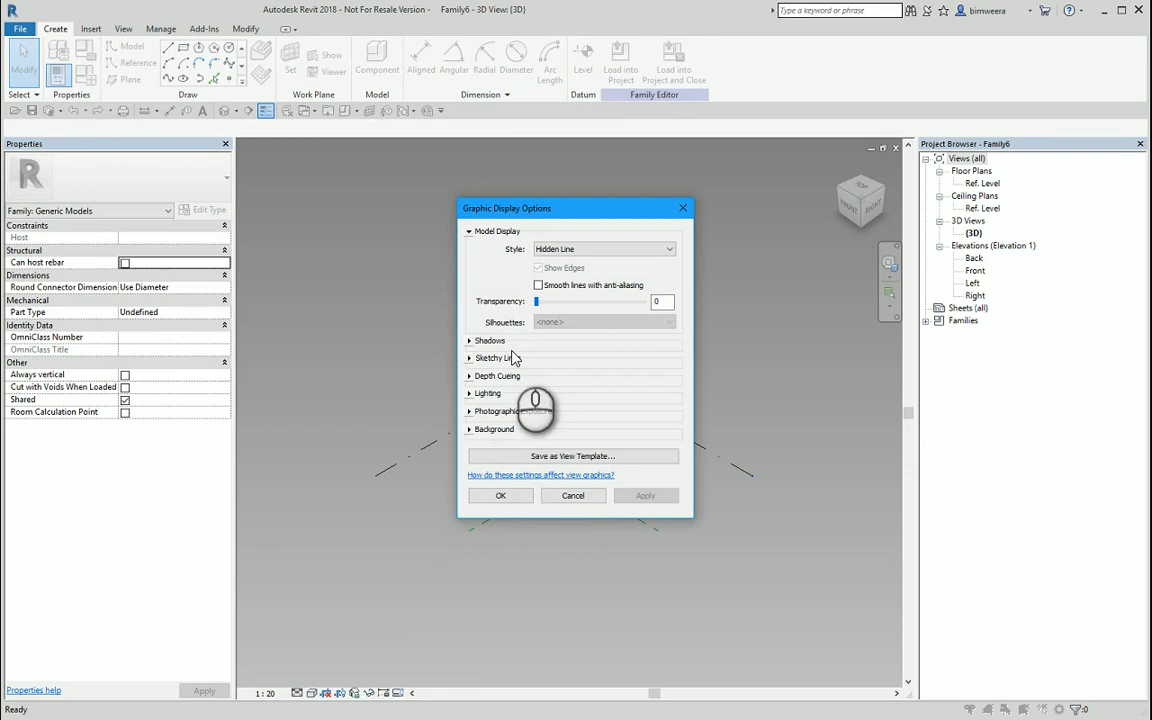 Autodesk Revit 2018 - Not For Resale Version - Family6 - 3D View: {3D}
Type a keyword or phrase
bimweera
File Create Insert View Manage Add-Ins Modify
Modify
Model
Reference
Plane
Set
Show
Viewer
Component
Aligned Angular Radial Diameter Arc Length
Level
Load into Project
Load into Project and Close
Select Properties Draw Work Plane Model Dimension Datum Family Editor
Properties
Family: Generic Models
Edit Type
Constraints
Host
Structural
Can host rebar
Dimensions
Round Connector Dimension Use Diameter
Mechanical
Part Type Undefined
Identity Data
OmniClass Number
OmniClass Title
Other
Always vertical
Cut with Voids When Loaded
Shared
Room Calculation Point
Properties help
Apply
Graphic Display Options
Model Display
Style: Hidden Line
Show Edges
Smooth lines with anti-aliasing
Transparency: 0
Silhouettes: <none>
Shadows
Sketchy
Depth Cueing
Lighting
Photographic
Background
Save as View Template...
How do these settings affect view graphics?
OK Cancel Apply
TOP
FRONT
RIGHT
Project Browser - Family6
Views (all)
Floor Plans
Ref. Level
Ceiling Plans
Ref. Level
3D Views
{3D}
Elevations (Elevation 1)
Back
Front
Left
Right
Sheets (all)
Families
1 : 20
Ready
:0